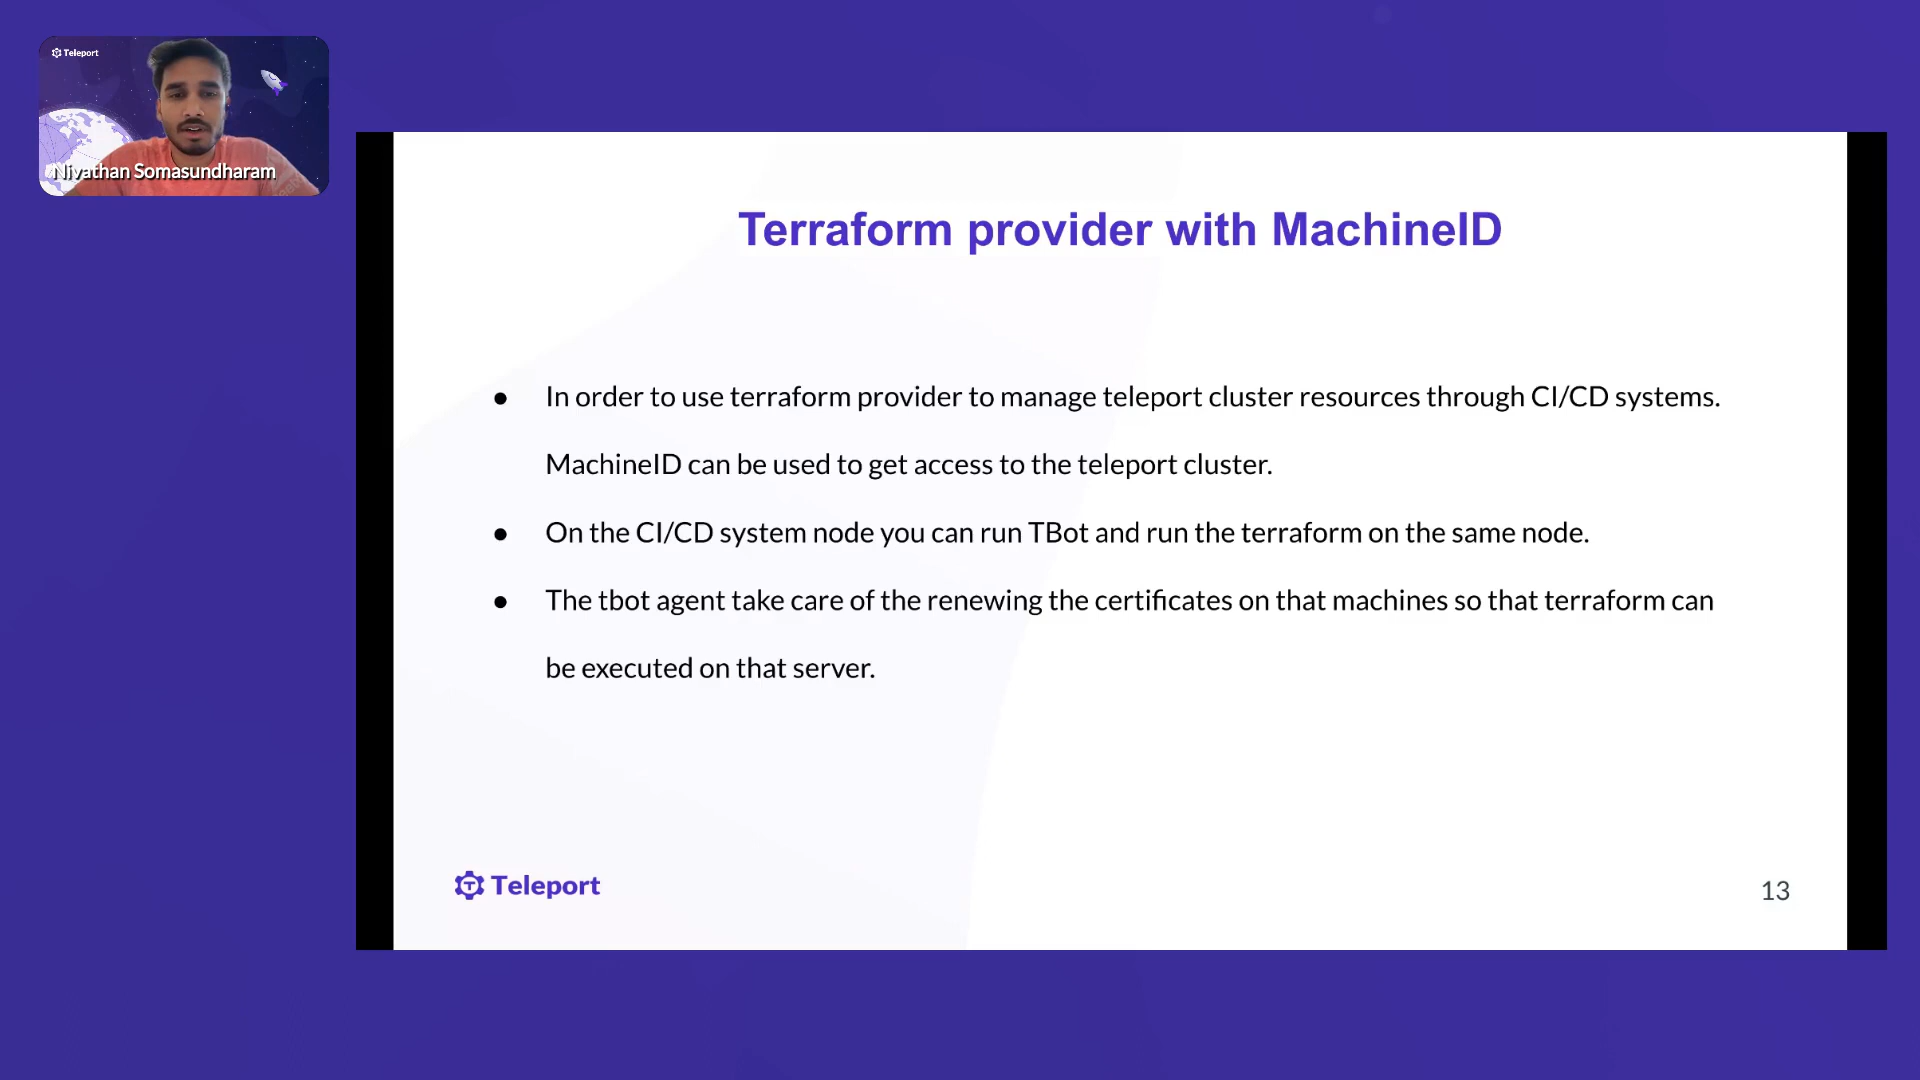 Teleport
Nivathan Somasundharam
Terraform provider with MachineID
● In order to use terraform provider to manage teleport cluster resources through CI/CD systems.
MachineID can be used to get access to the teleport cluster.
● On the CI/CD system node you can run TBot and run the terraform on the same node.
● The tbot agent take care of the renewing the certificates on that machines so that terraform can
be executed on that server.
Teleport
13